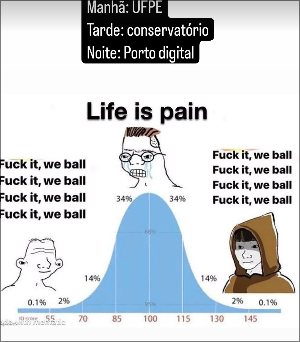 Manhã: UFPE
Tarde: conservatório
Noite: Porto digital
Life is pain
Fuck it, we ball
Fuck it, we ball
Fuck it, we ball
Fuck it, we ball
Fuck it, we ball
Fuck it, we ball
Fuck it, we ball
Fuck it, we ball
34% 34%
14% 14%
0.1% 2% 2% 0.1%
55 70 85 100 115 130 145